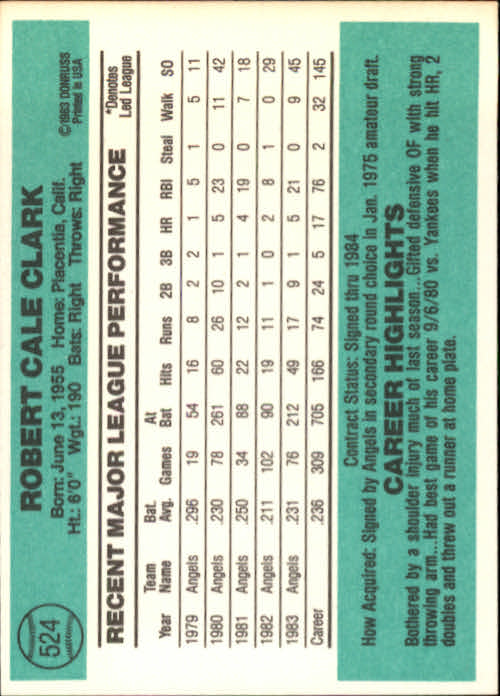 524
ROBERT CALE CLARK
Born: June 13, 1955 Home: Placentia, Calif.
Ht.: 6'0" Wgt.: 190 Bats: Right Throws: Right
©1983 DONRUSS
Printed in USA
RECENT MAJOR LEAGUE PERFORMANCE
*Denotes
Led League
Year Team Name Bat. Avg. Games At Bat Hits Runs 2B 3B HR RBI Steal Walk SO
1979 Angels .296 19 54 16 8 2 2 1 5 1 5 11
1980 Angels .230 78 261 60 26 10 1 5 23 0 11 42
1981 Angels .250 34 88 22 12 2 1 4 19 0 7 18
1982 Angels .211 102 90 19 11 1 0 2 8 1 0 29
1983 Angels .231 76 212 49 17 9 1 5 21 0 9 45
Career .236 309 705 166 74 24 5 17 76 2 32 145
Contract Status: Signed thru 1984
How Acquired: Signed by Angels in secondary round choice in Jan. 1975 amateur draft.
CAREER HIGHLIGHTS
Bothered by a shoulder injury much of last season...Gifted defensive OF with strong
throwing arm...Had best game of his career 9/6/80 vs. Yankees when he hit HR, 2
doubles and threw out a runner at home plate.